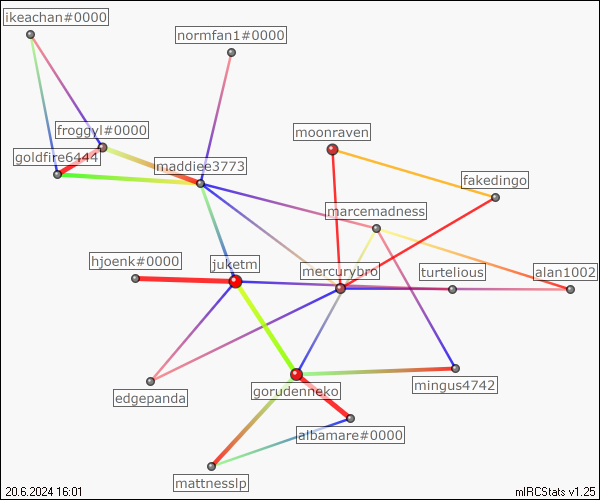 ikeachan#0000
normfan1#0000
froggyl#0000
moonraven
goldfire6444
maddiee3773
fakedingo
marcemadness
hjoenk#0000
juketm
mercurybro
turtelious
alan1002
edgepanda
gorudenneko
mingus4742
albamare#0000
mattnesslp
20.6.2024 16:01
mIRCStats v1.25